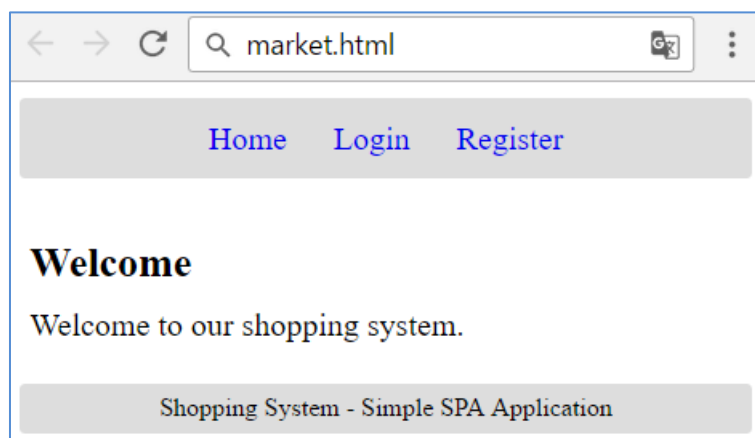 market.html
Home Login Register
Welcome
Welcome to our shopping system.
Shopping System - Simple SPA Application